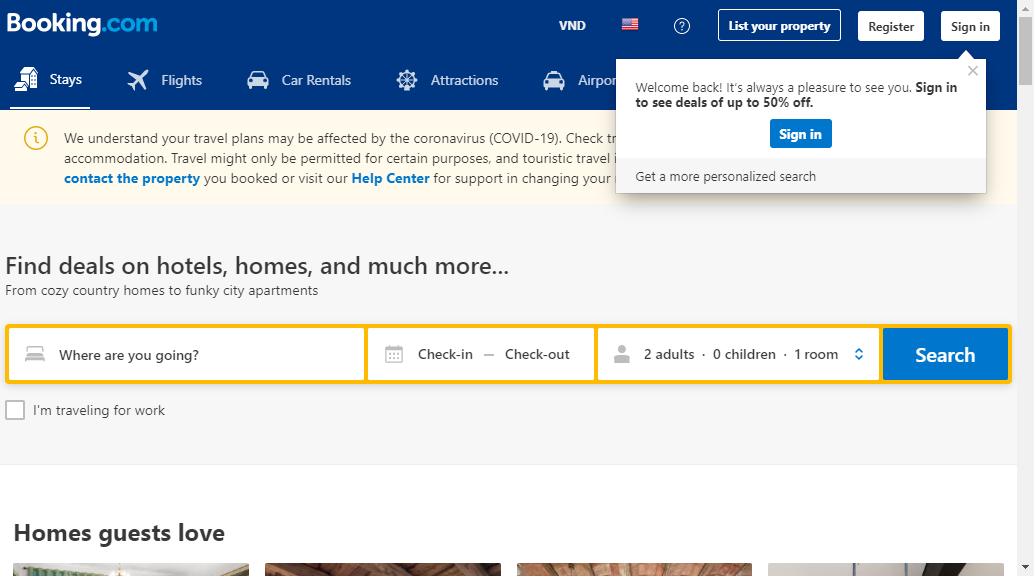 Booking.com
VND
List your property
Register
Sign in
Stays
Flights
Car Rentals
Attractions
Welcome back! It's always a pleasure to see you. Sign in
to see deals of up to 50% off.
Sign in
Get a more personalized search
We understand your travel plans may be affected by the coronavirus (COVID-19). Check
accommodation. Travel might only be permitted for certain purposes, and touristic travel
contact the property you booked or visit our Help Center for support in changing your
Find deals on hotels, homes, and much more...
From cozy country homes to funky city apartments
Where are you going?
Check-in — Check-out
2 adults · 0 children · 1 room
Search
I'm traveling for work
Homes guests love